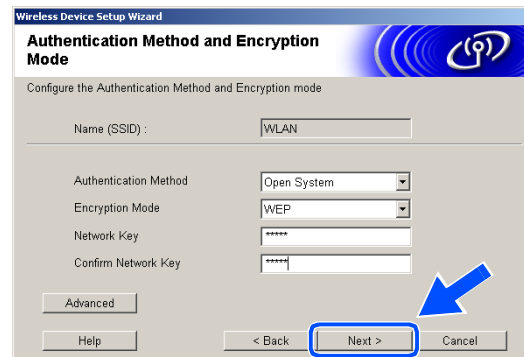 Wireless Device Setup Wizard
Authentication Method and Encryption
Mode
Configure the Authentication Method and Encryption mode
Name (SSID) : WLAN
Authentication Method Open System
Encryption Mode WEP
Network Key *****
Confirm Network Key *****
Advanced
Help < Back Next > Cancel